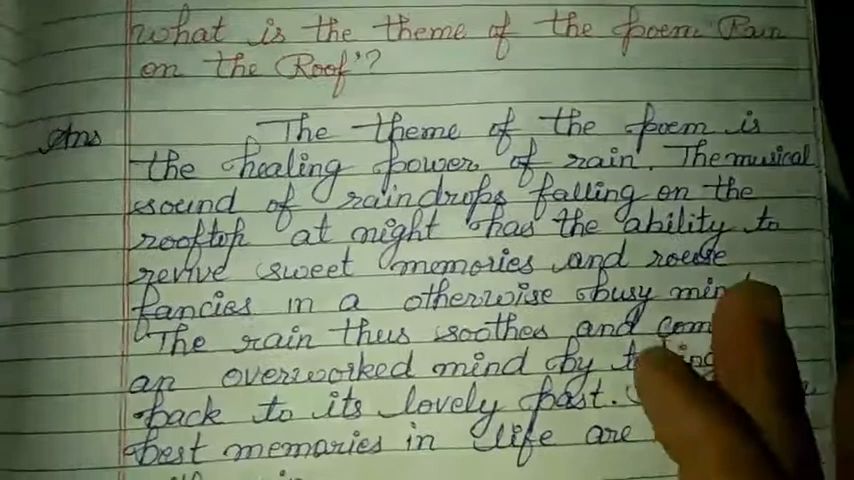 what is the theme of the poem 'Rain
on the Roof'?
Ans The theme of the poem is
the healing power of rain. The musical
sound of raindrops falling on the
rooftop at night has the ability to
revive sweet memories and rouse
fancies in a otherwise busy mind
The rain thus soothes and
an overworked mind by
back to its lovely past.
best memories in life are